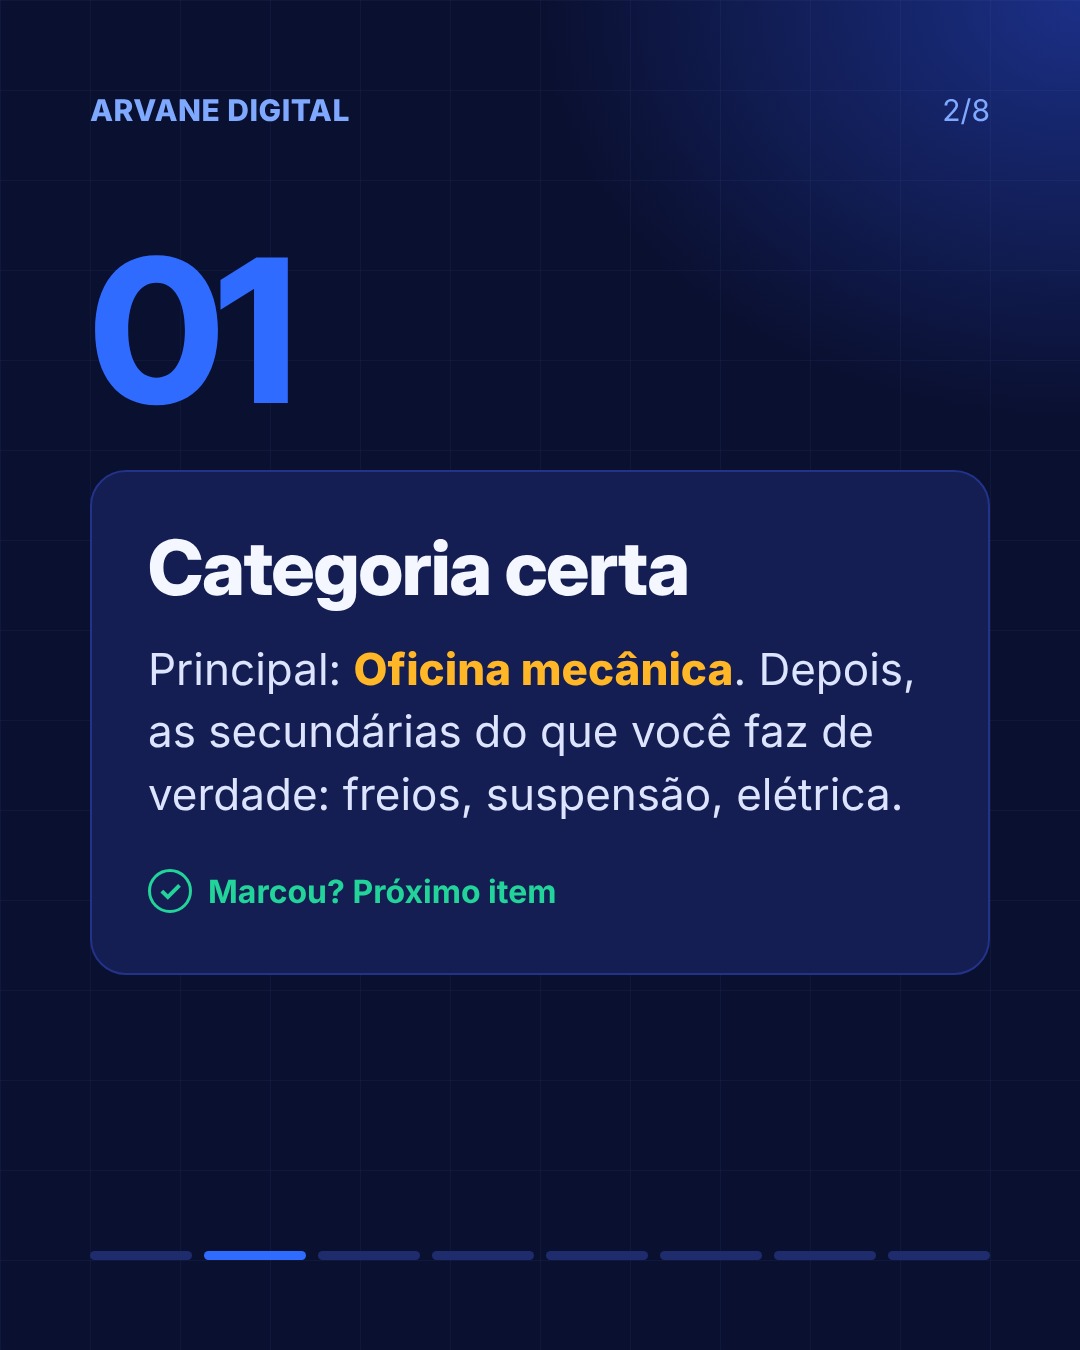 ARVANE DIGITAL
2/8
01
Categoria certa
Principal: Oficina mecânica. Depois,
as secundárias do que você faz de
verdade: freios, suspensão, elétrica.
Marcou? Próximo item